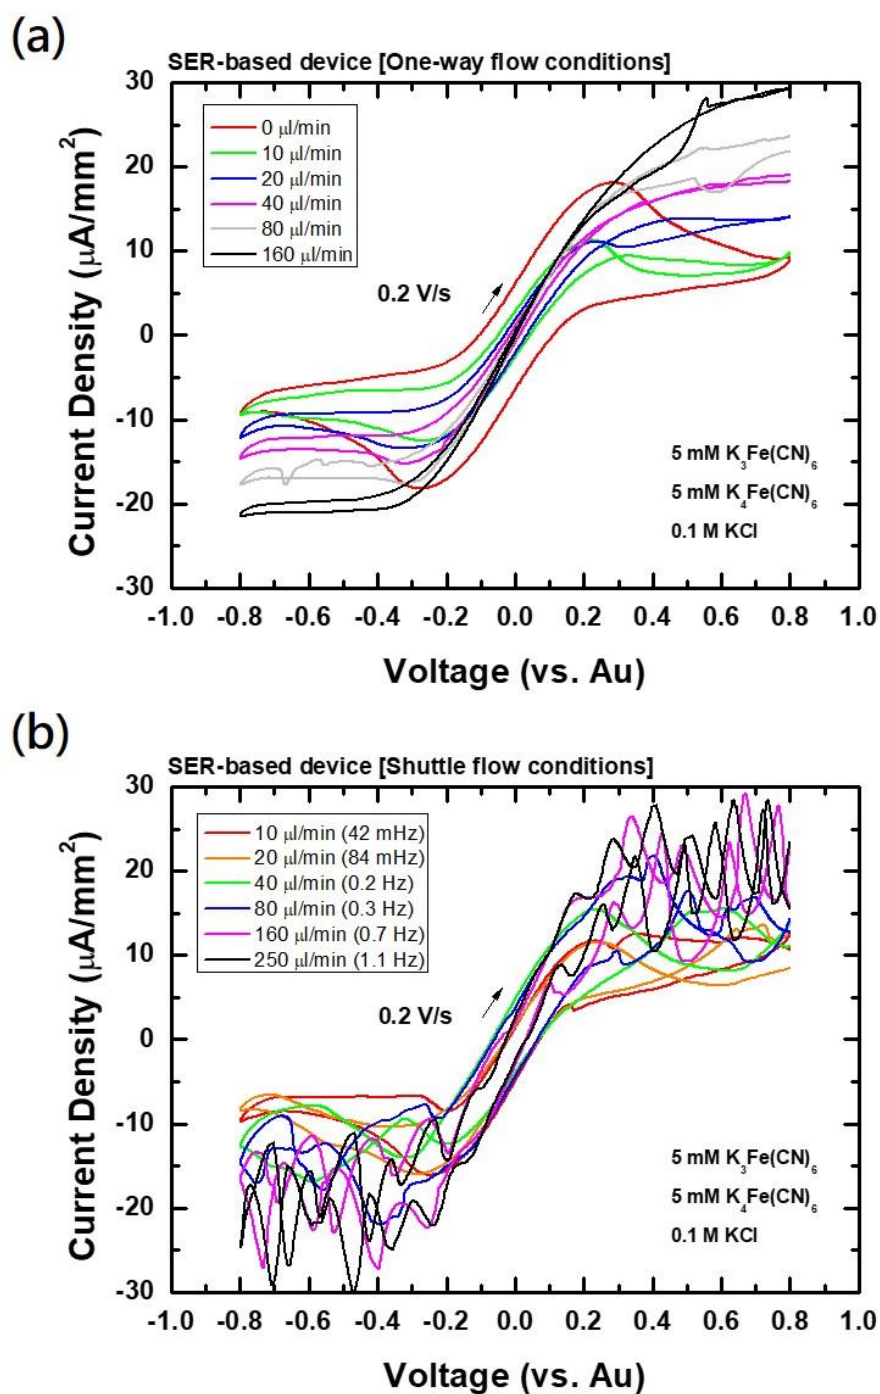 (a)
SER-based device [One-way flow conditions]
30
20
10
0
-10
-20
-30
Current Density (μA/mm²)
0 μl/min
10 μl/min
20 μl/min
40 μl/min
80 μl/min
160 μl/min
0.2 V/s
5 mM K₃Fe(CN)₆
5 mM K₄Fe(CN)₆
0.1 M KCl
-1.0 -0.8 -0.6 -0.4 -0.2 0.0 0.2 0.4 0.6 0.8 1.0
Voltage (vs. Au)
(b)
SER-based device [Shuttle flow conditions]
30
20
10
0
-10
-20
-30
Current Density (μA/mm²)
10 μl/min (42 mHz)
20 μl/min (84 mHz)
40 μl/min (0.2 Hz)
80 μl/min (0.3 Hz)
160 μl/min (0.7 Hz)
250 μl/min (1.1 Hz)
0.2 V/s
5 mM K₃Fe(CN)₆
5 mM K₄Fe(CN)₆
0.1 M KCl
-1.0 -0.8 -0.6 -0.4 -0.2 0.0 0.2 0.4 0.6 0.8 1.0
Voltage (vs. Au)